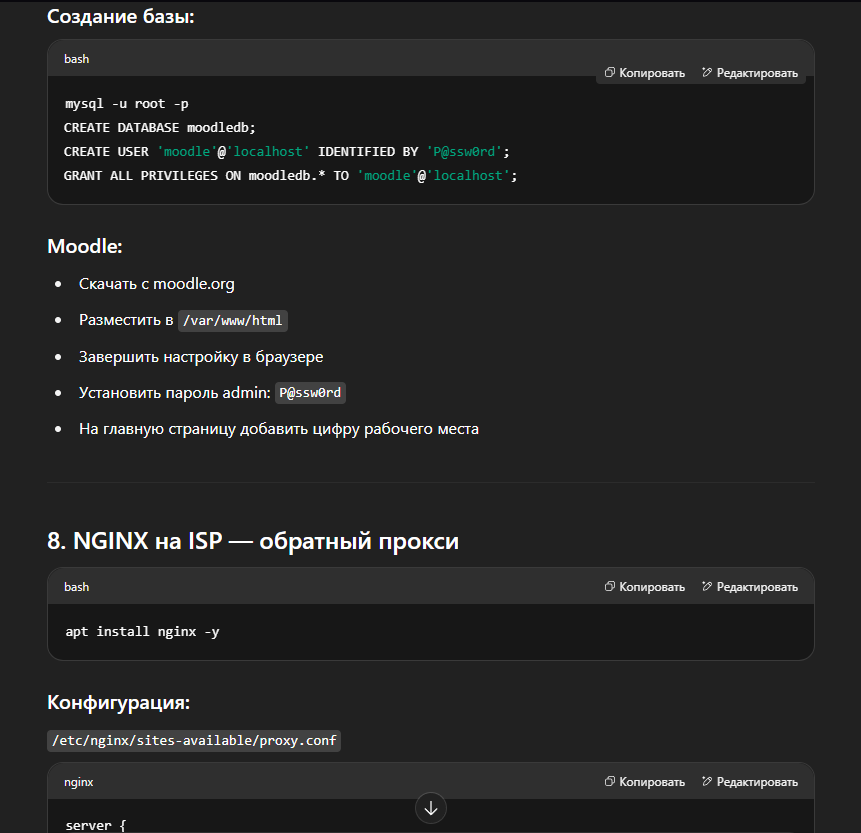 Создание базы:
bash
Копировать
Редактировать
mysql -u root -p
CREATE DATABASE moodledb;
CREATE USER 'moodle'@'localhost' IDENTIFIED BY 'P@ssw0rd';
GRANT ALL PRIVILEGES ON moodledb.* TO 'moodle'@'localhost';
Moodle:
Скачать с moodle.org
Разместить в /var/www/html
Завершить настройку в браузере
Установить пароль admin: P@ssw0rd
На главную страницу добавить цифру рабочего места
8. NGINX на ISP — обратный прокси
bash
Копировать
Редактировать
apt install nginx -y
Конфигурация:
/etc/nginx/sites-available/proxy.conf
nginx
Копировать
Редактировать
server {